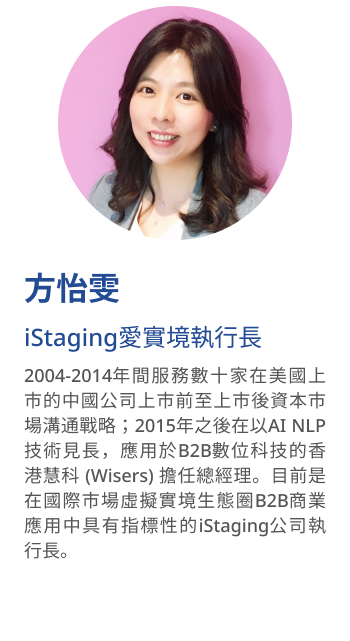 方怡雯
iStaging愛實境執行長
2004-2014年間服務數十家在美國上
市的中國公司上市前至上市後資本市
場溝通戰略；2015年之後在以AI NLP
技術見長，應用於B2B數位科技的香
港慧科 (Wisers) 擔任總經理。目前是
在國際市場虛擬實境生態圈B2B商業
應用中具有指標性的iStaging公司執
行長。